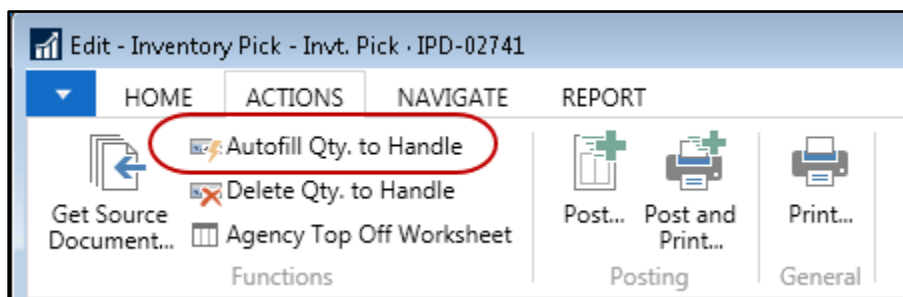 Edit - Inventory Pick - Invt. Pick · IPD-02741
HOME ACTIONS NAVIGATE REPORT
Get Source
Document...
Autofill Qty. to Handle
Delete Qty. to Handle
Agency Top Off Worksheet
Functions
Post...
Post and
Print...
Posting
Print...
General